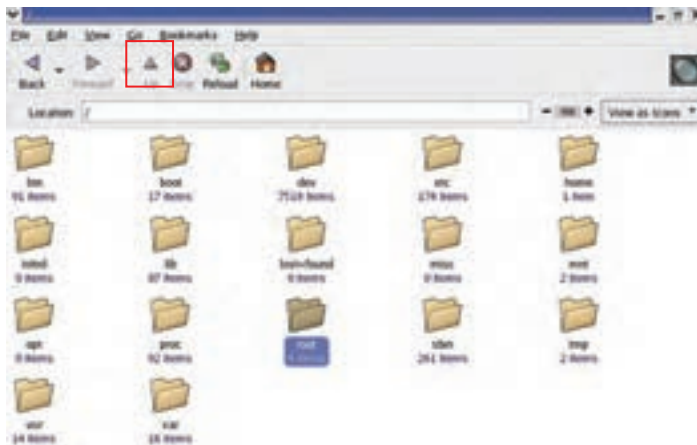 /
File Edit View Go Bookmarks Help
Back Forward Up Stop Reload Home
Location: / View as Icons
bin boot dev etc home
91 items 17 items 7519 items 174 items 1 item
initrd lib lost+found misc mnt
0 items 87 items 0 items 0 items 2 items
opt proc root sbin tmp
0 items 92 items items 261 items 2 items
usr var
14 items 16 items